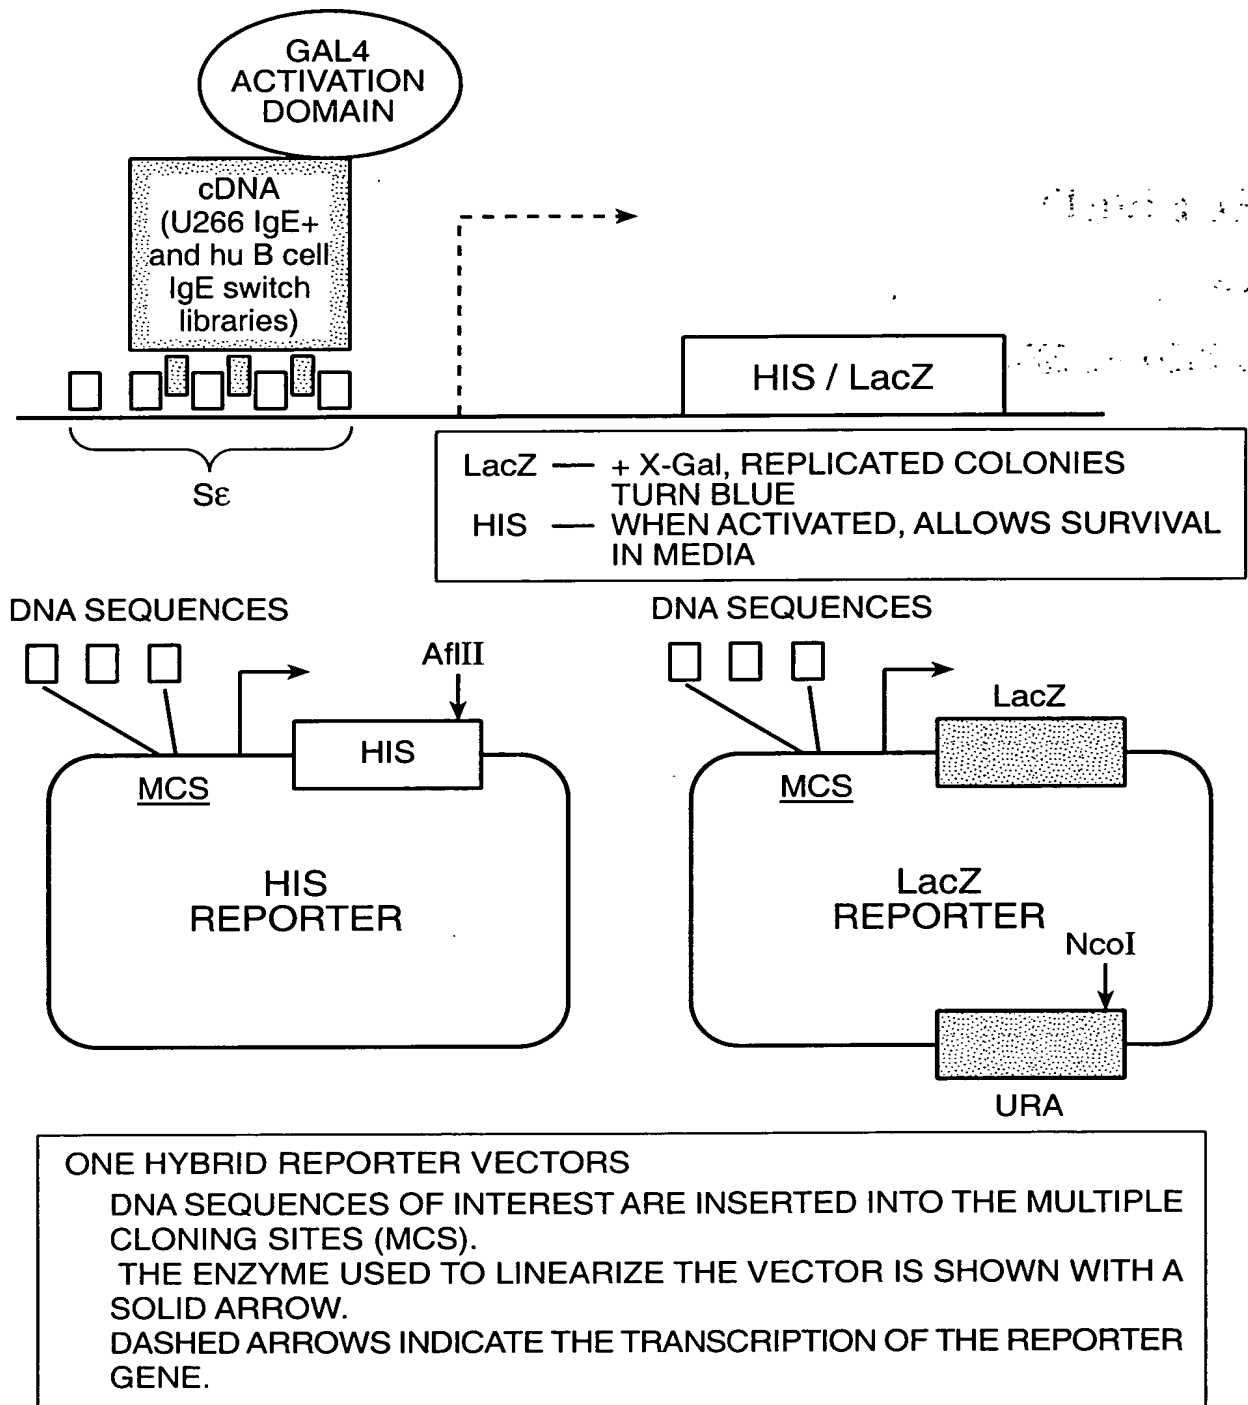 GAL4
ACTIVATION
DOMAIN
cDNA
(U266 IgE+
and hu B cell
IgE switch
libraries)
HIS / LacZ
Sε
LacZ — + X-Gal, REPLICATED COLONIES
TURN BLUE
HIS — WHEN ACTIVATED, ALLOWS SURVIVAL
IN MEDIA
DNA SEQUENCES
AflII
HIS
MCS
HIS
REPORTER
DNA SEQUENCES
LacZ
MCS
LacZ
REPORTER
NcoI
URA
ONE HYBRID REPORTER VECTORS
DNA SEQUENCES OF INTEREST ARE INSERTED INTO THE MULTIPLE
CLONING SITES (MCS).
THE ENZYME USED TO LINEARIZE THE VECTOR IS SHOWN WITH A
SOLID ARROW.
DASHED ARROWS INDICATE THE TRANSCRIPTION OF THE REPORTER
GENE.